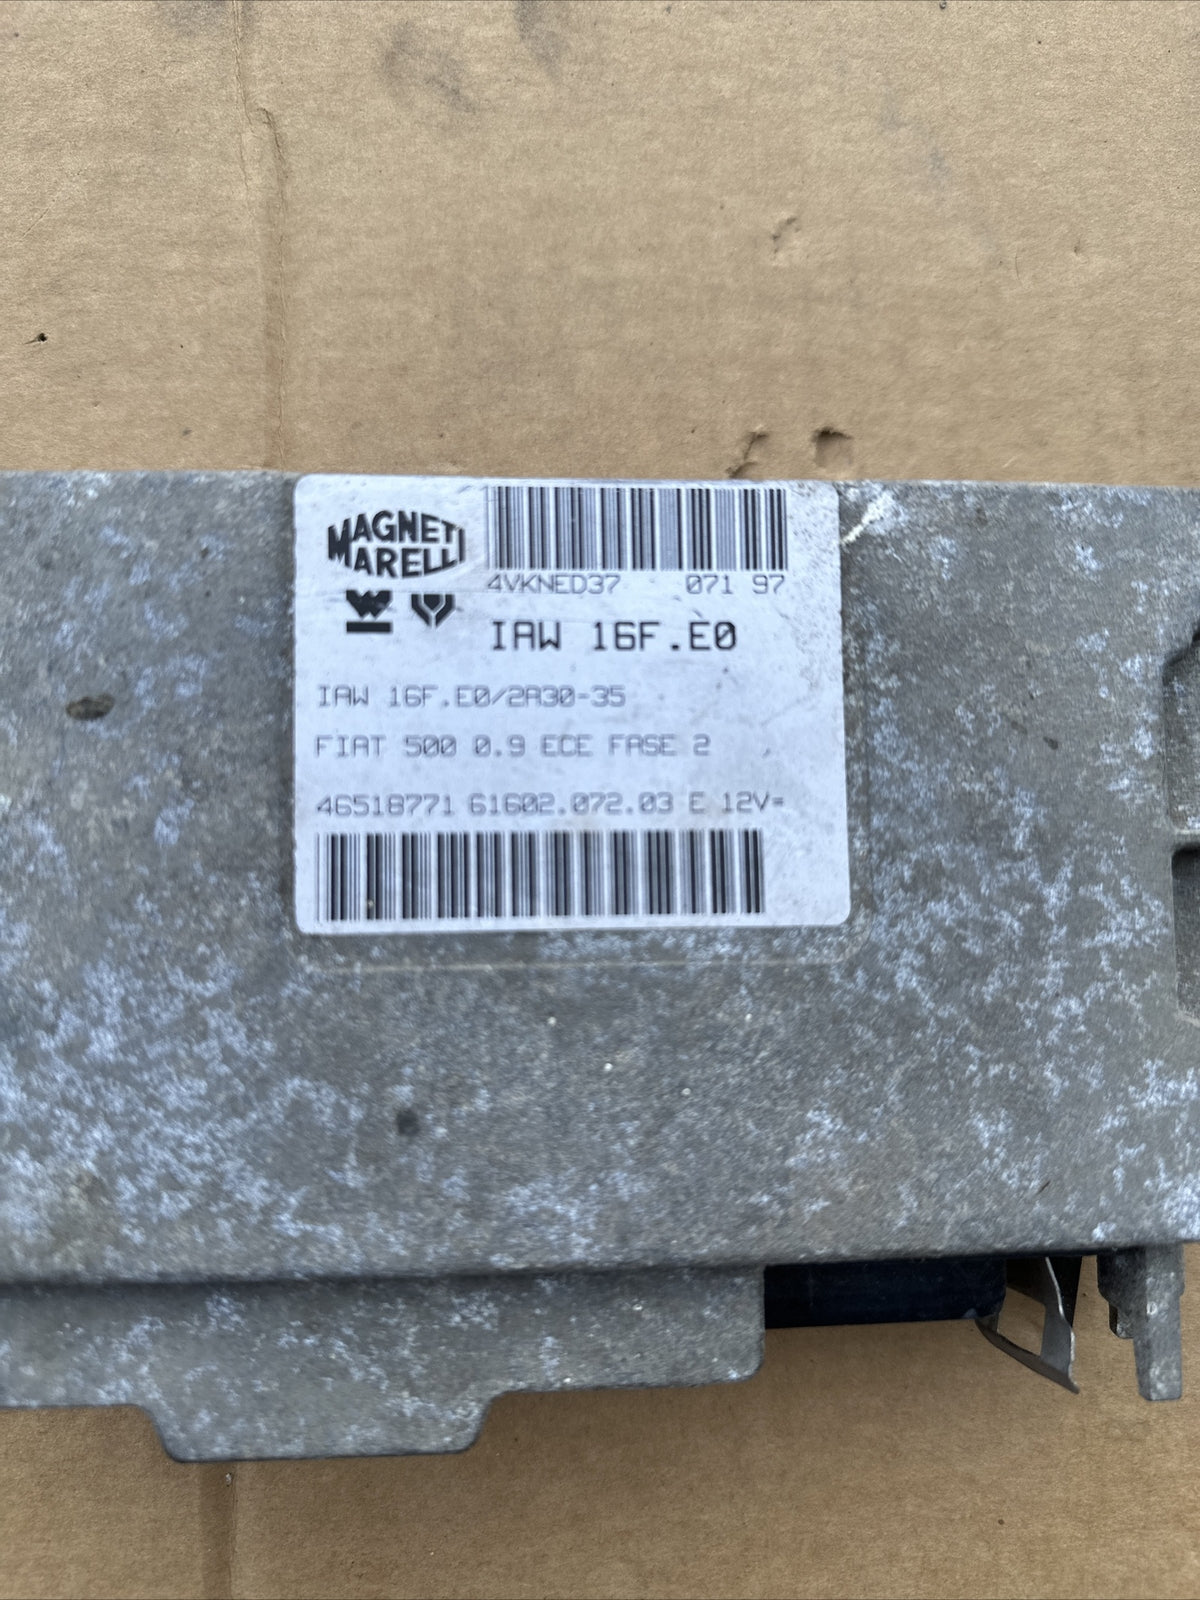 MAGNETI
MARELLI
4VKNED37 071 97
IAW 16F.E0
IAW 16F.E0/2A30-35
FIAT 500 0.9 ECE FASE 2
46518771 61602.072.03 E 12V=